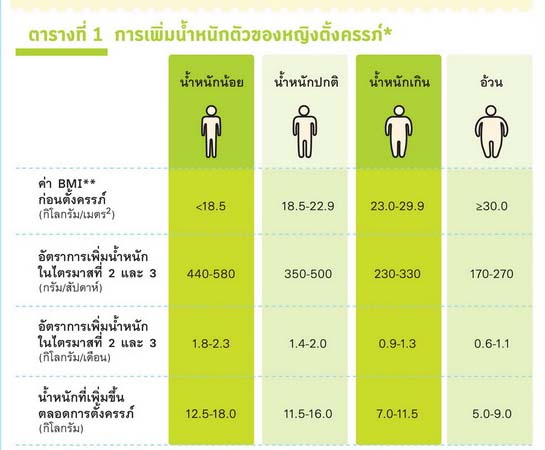 ตารางที่ 1 การเพิ่มน้ำหนักตัวของหญิงตั้งครรภ์*
น้ำหนักน้อย น้ำหนักปกติ น้ำหนักเกิน อ้วน
ค่า BMI**
ก่อนตั้งครรภ์
(กิโลกรัม/เมตร²)
<18.5 18.5-22.9 23.0-29.9 ≥30.0
อัตราการเพิ่มน้ำหนัก
ในไตรมาสที่ 2 และ 3
(กรัม/สัปดาห์)
440-580 350-500 230-330 170-270
อัตราการเพิ่มน้ำหนัก
ในไตรมาสที่ 2 และ 3
(กิโลกรัม/เดือน)
1.8-2.3 1.4-2.0 0.9-1.3 0.6-1.1
น้ำหนักที่เพิ่มขึ้น
ตลอดการตั้งครรภ์
(กิโลกรัม)
12.5-18.0 11.5-16.0 7.0-11.5 5.0-9.0